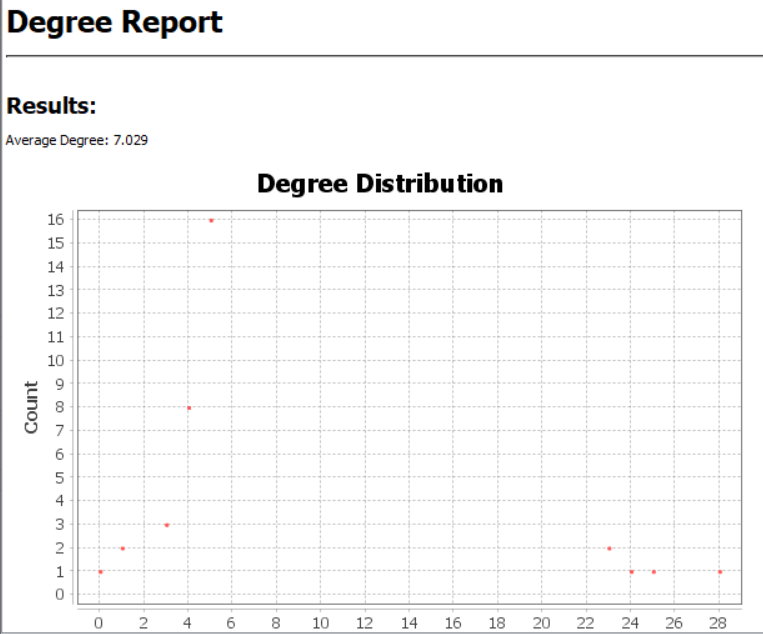 Degree Report
Results:
Average Degree: 7.029
Degree Distribution
16
15
14
13
12
11
10
9
8
7
6
5
4
3
2
1
0
Count
0 2 4 6 8 10 12 14 16 18 20 22 24 26 28